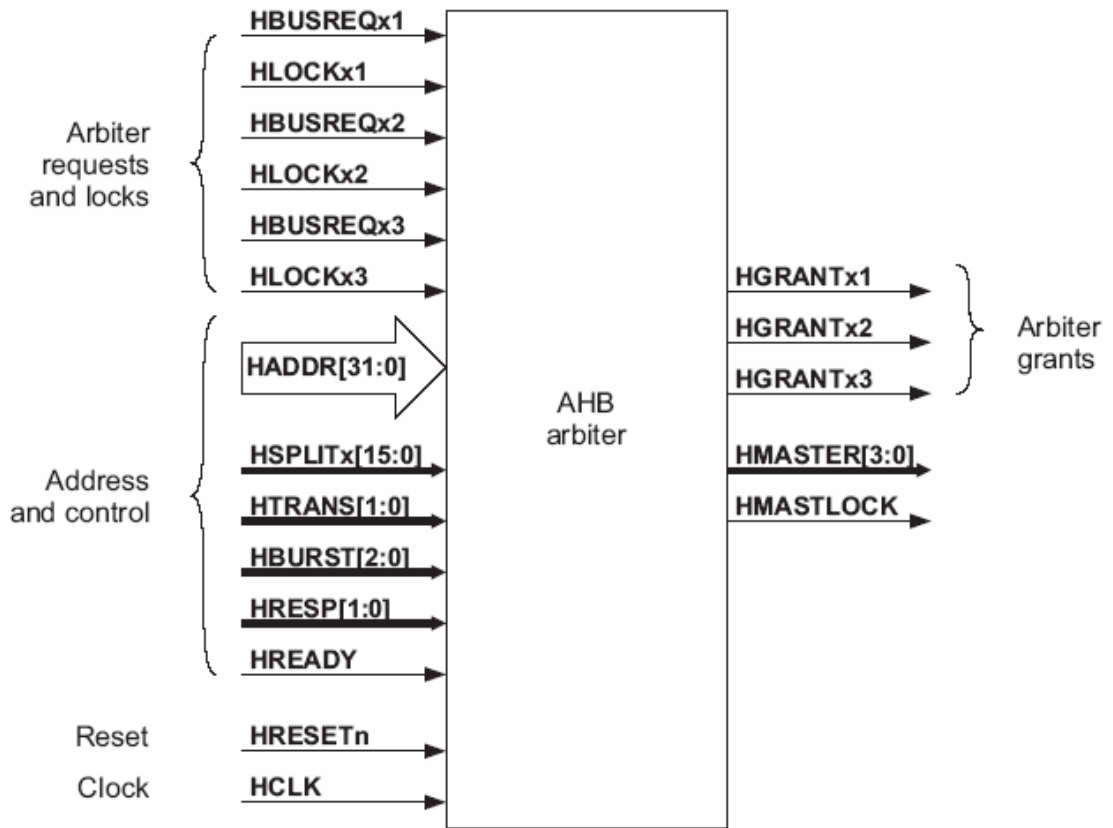 HBUSREQx1
HLOCKx1
HBUSREQx2
HLOCKx2
HBUSREQx3
HLOCKx3
Arbiter
requests
and locks
HADDR[31:0]
HSPLITx[15:0]
HTRANS[1:0]
HBURST[2:0]
HRESP[1:0]
HREADY
Address
and control
Reset
HRESETn
Clock
HCLK
AHB
arbiter
HGRANTx1
HGRANTx2
HGRANTx3
Arbiter
grants
HMASTER[3:0]
HMASTLOCK